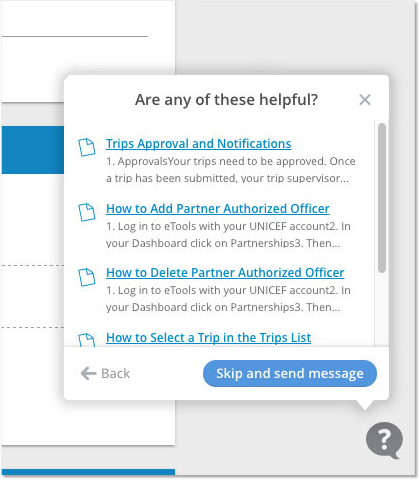 Are any of these helpful?
Trips Approval and Notifications
1. ApprovalsYour trips need to be approved. Once
a trip has been submitted, your trip supervisor...
How to Add Partner Authorized Officer
1. Log in to eTools with your UNICEF account2. In
your Dashboard click on Partnerships3. Then...
How to Delete Partner Authorized Officer
1. Log in to eTools with your UNICEF account2. In
your Dashboard click on Partnerships3. Then...
How to Select a Trip in the Trips List
Back
Skip and send message
?